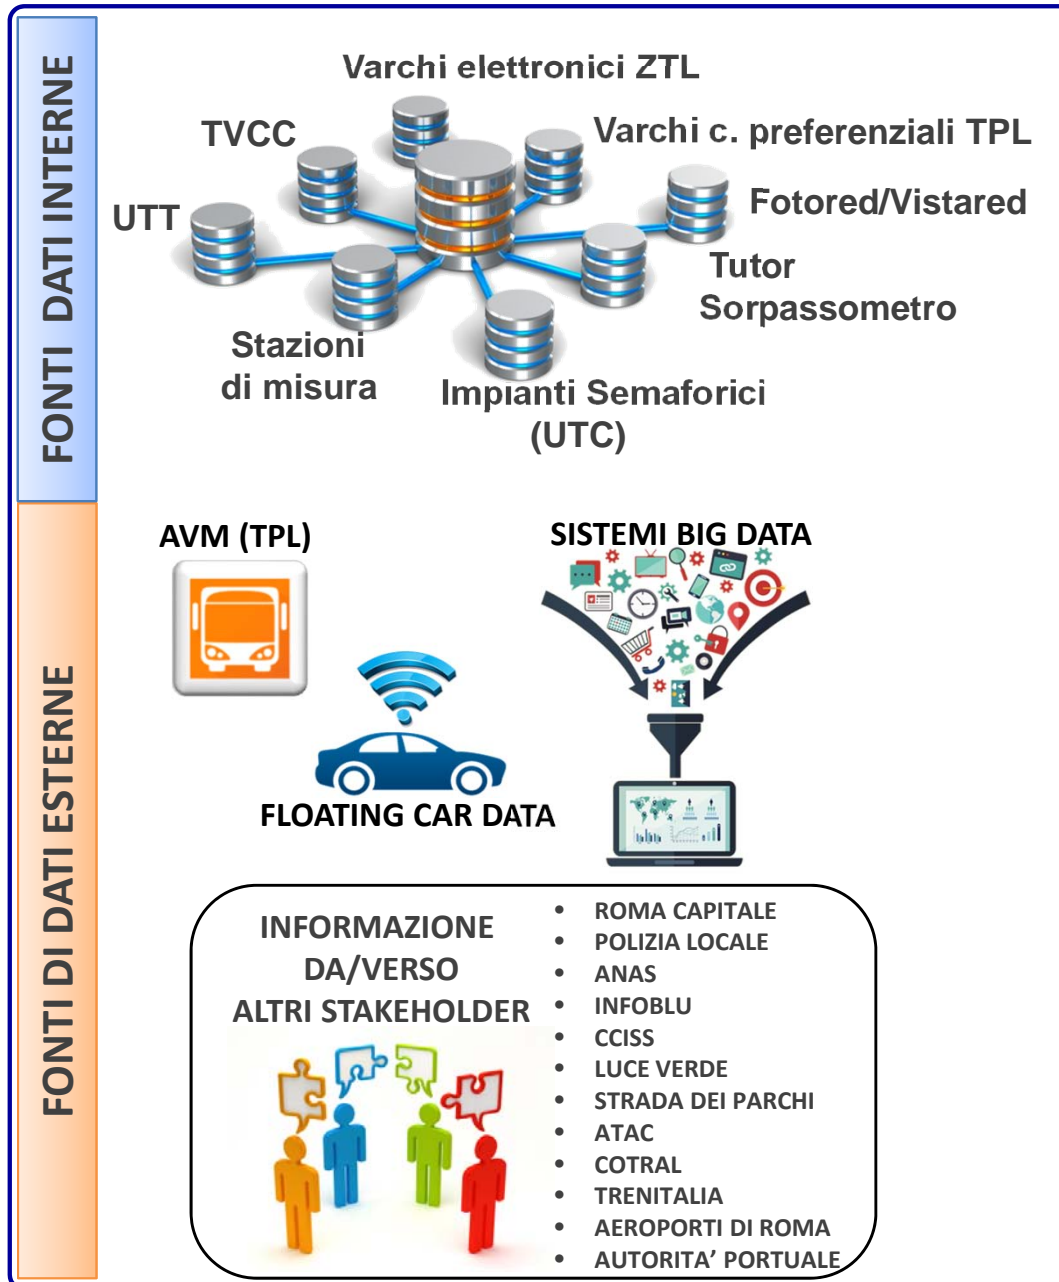 FONTI DATI INTERNE
Varchi elettronici ZTL
TVCC
Varchi c. preferenziali TPL
UTT
Fotored/Vistared
Tutor
Sorpassometro
Stazioni
di misura
Impianti Semaforici
(UTC)
FONTI DI DATI ESTERNE
AVM (TPL)
SISTEMI BIG DATA
FLOATING CAR DATA
INFORMAZIONE
DA/VERSO
ALTRI STAKEHOLDER
• ROMA CAPITALE
• POLIZIA LOCALE
• ANAS
• INFOBLU
• CCISS
• LUCE VERDE
• STRADA DEI PARCHI
• ATAC
• COTRAL
• TRENITALIA
• AEROPORTI DI ROMA
• AUTORITA’ PORTUALE